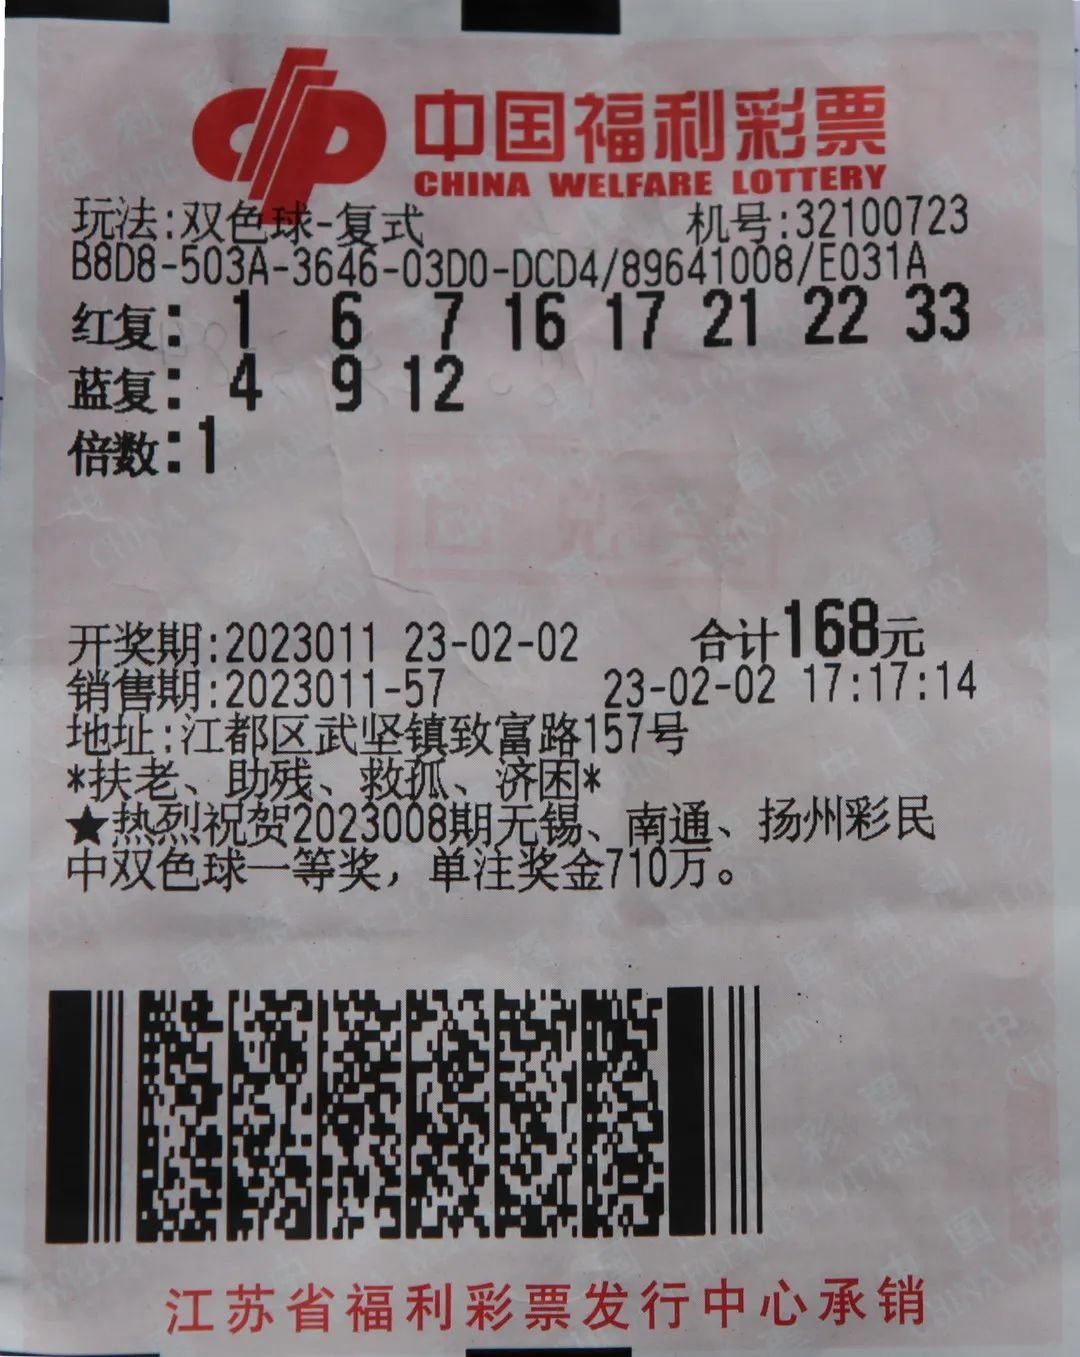 中国福利彩票
CHINA WELFARE LOTTERY
玩法:双色球-复式 机号:32100723
B8D8-503A-3646-03D0-DCD4/89641008/E031A
红复: 1 6 7 16 17 21 22 33
蓝复: 4 9 12
倍数:1
开奖期:2023011 23-02-02 合计168元
销售期:2023011-57 23-02-02 17:17:14
地址:江都区武坚镇致富路157号
*扶老、助残、救孤、济困*
★热烈祝贺2023008期无锡、南通、扬州彩民
中双色球一等奖，单注奖金710万。
江苏省福利彩票发行中心承销